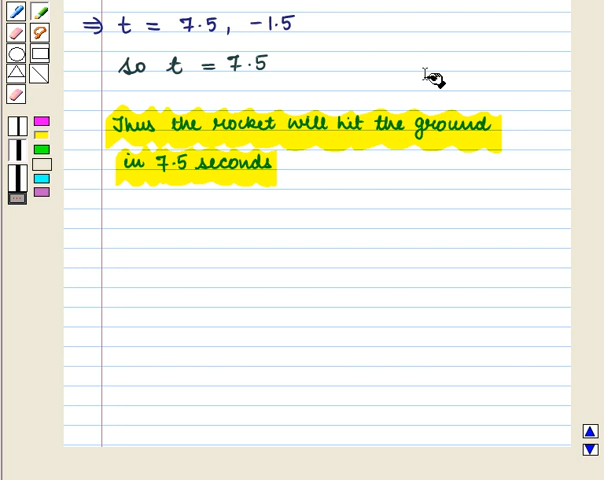 ⇒ t = 7.5, -1.5
so t = 7.5
Thus the rocket will hit the ground
in 7.5 seconds